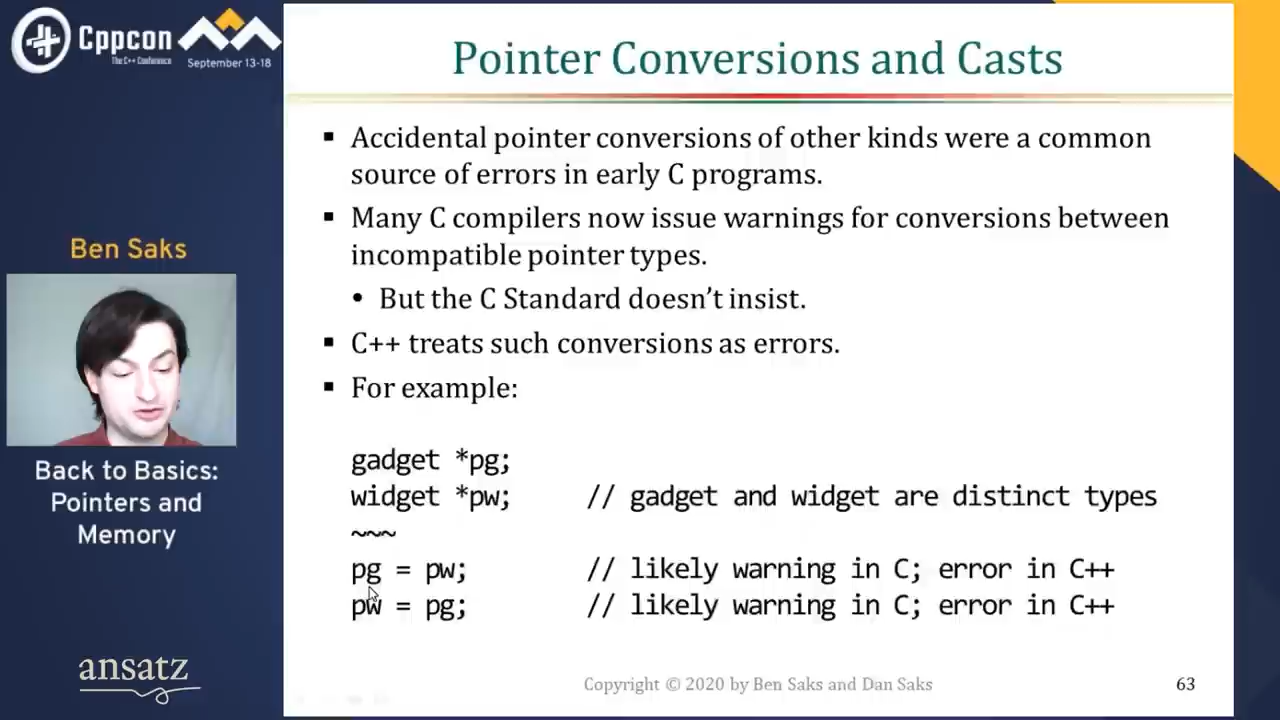 Cppcon
The C++ Conference
September 13-18
Ben Saks
Back to Basics:
Pointers and
Memory
ansatz
Pointer Conversions and Casts
▪ Accidental pointer conversions of other kinds were a common
source of errors in early C programs.
▪ Many C compilers now issue warnings for conversions between
incompatible pointer types.
• But the C Standard doesn’t insist.
▪ C++ treats such conversions as errors.
▪ For example:
gadget *pg;
widget *pw; // gadget and widget are distinct types
~~~
pg = pw; // likely warning in C; error in C++
pw = pg; // likely warning in C; error in C++
Copyright © 2020 by Ben Saks and Dan Saks
63